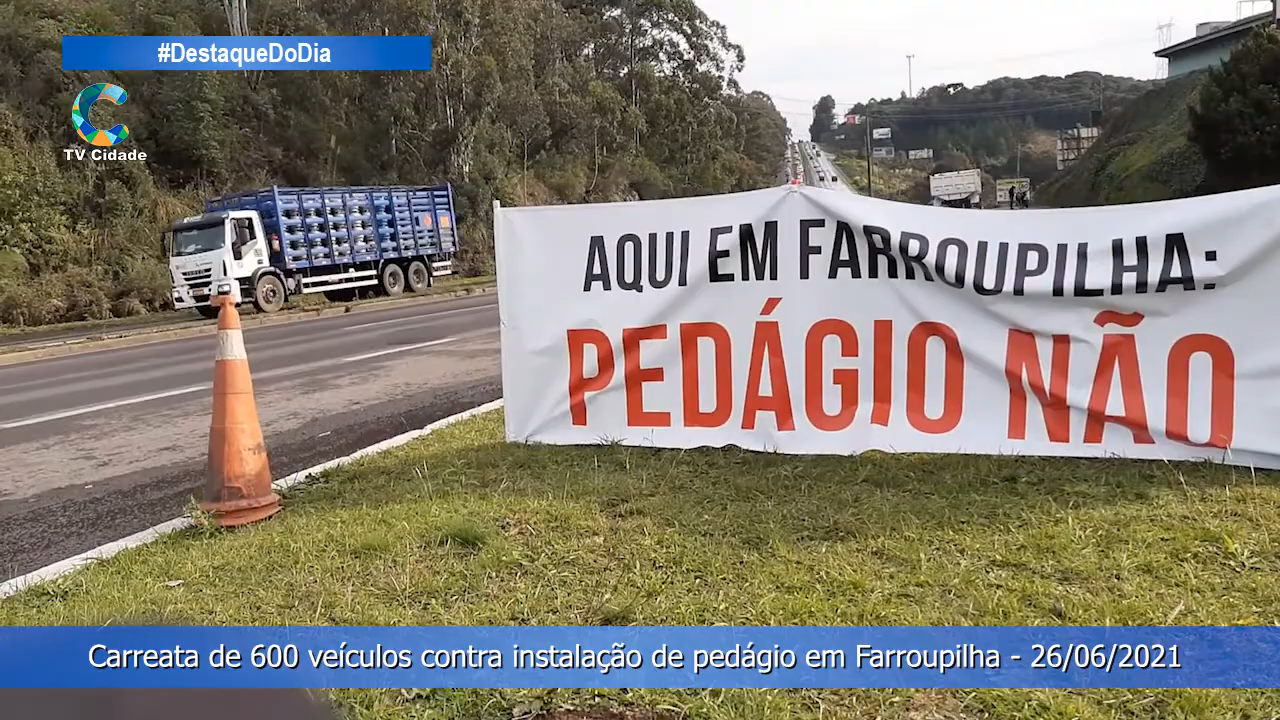 #DestaqueDoDia
TV Cidade
AQUI EM FARROUPILHA:
PEDÁGIO NÃO
Carreata de 600 veículos contra instalação de pedágio em Farroupilha - 26/06/2021